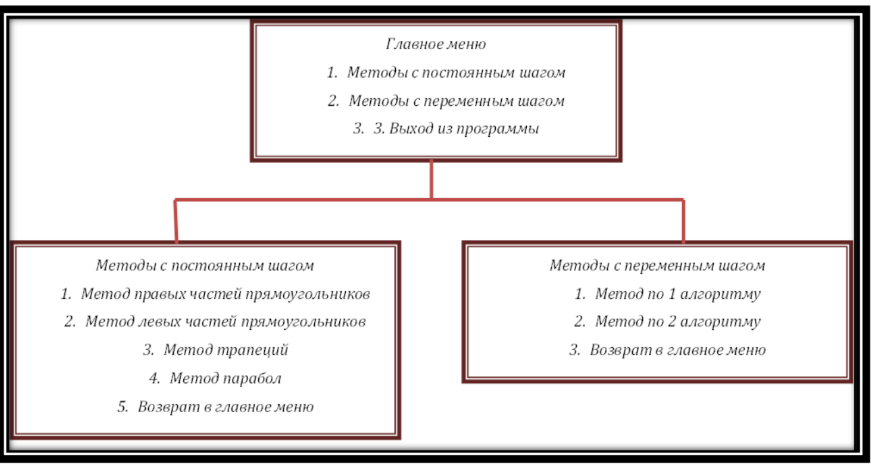 Главное меню
1. Методы с постоянным шагом
2. Методы с переменным шагом
3. 3. Выход из программы
Методы с постоянным шагом
1. Метод правых частей прямоугольников
2. Метод левых частей прямоугольников
3. Метод трапеций
4. Метод парабол
5. Возврат в главное меню
Методы с переменным шагом
1. Метод по 1 алгоритму
2. Метод по 2 алгоритму
3. Возврат в главное меню